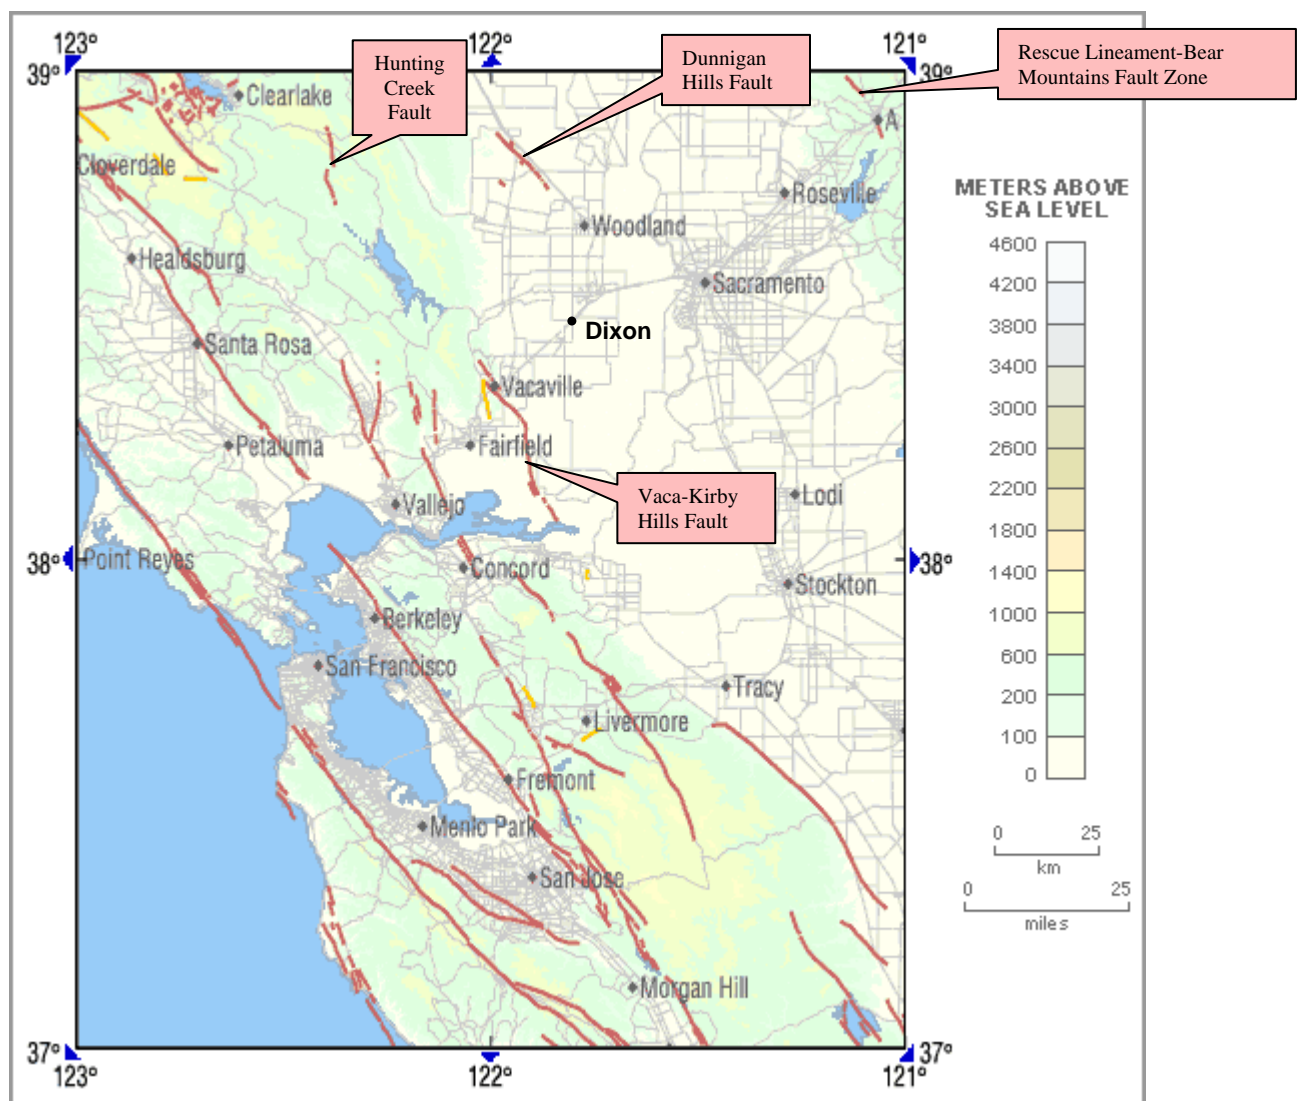 123°
122°
121°
39°
39°
Hunting
Creek
Fault
Dunnigan
Hills Fault
Rescue Lineament-Bear
Mountains Fault Zone
Clearlake
A
Cloverdale
Roseville
METERS ABOVE
SEA LEVEL
Woodland
Healdsburg
Sacramento
Dixon
Santa Rosa
Vacaville
Petaluma
Fairfield
Vallejo
Vaca-Kirby
Hills Fault
Lodi
38°
38°
Point Reyes
Concord
Stockton
Berkeley
San Francisco
Tracy
Livermore
Fremont
Menlo Park
San Jose
Morgan Hill
4600
4200
3800
3400
3000
2600
2200
1800
1400
1000
600
200
100
0
0 25
km
0 25
miles
37°
37°
123°
122°
121°